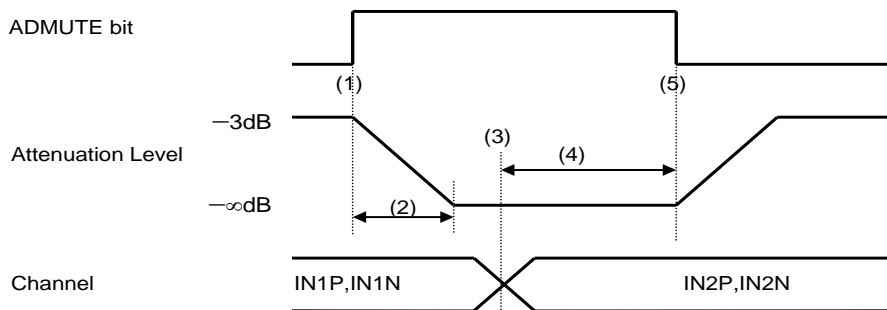 ADMUTE bit
(1)
(5)
−3dB
(3)
(4)
Attenuation Level
−∞dB
(2)
Channel
IN1P,IN1N
IN2P,IN2N